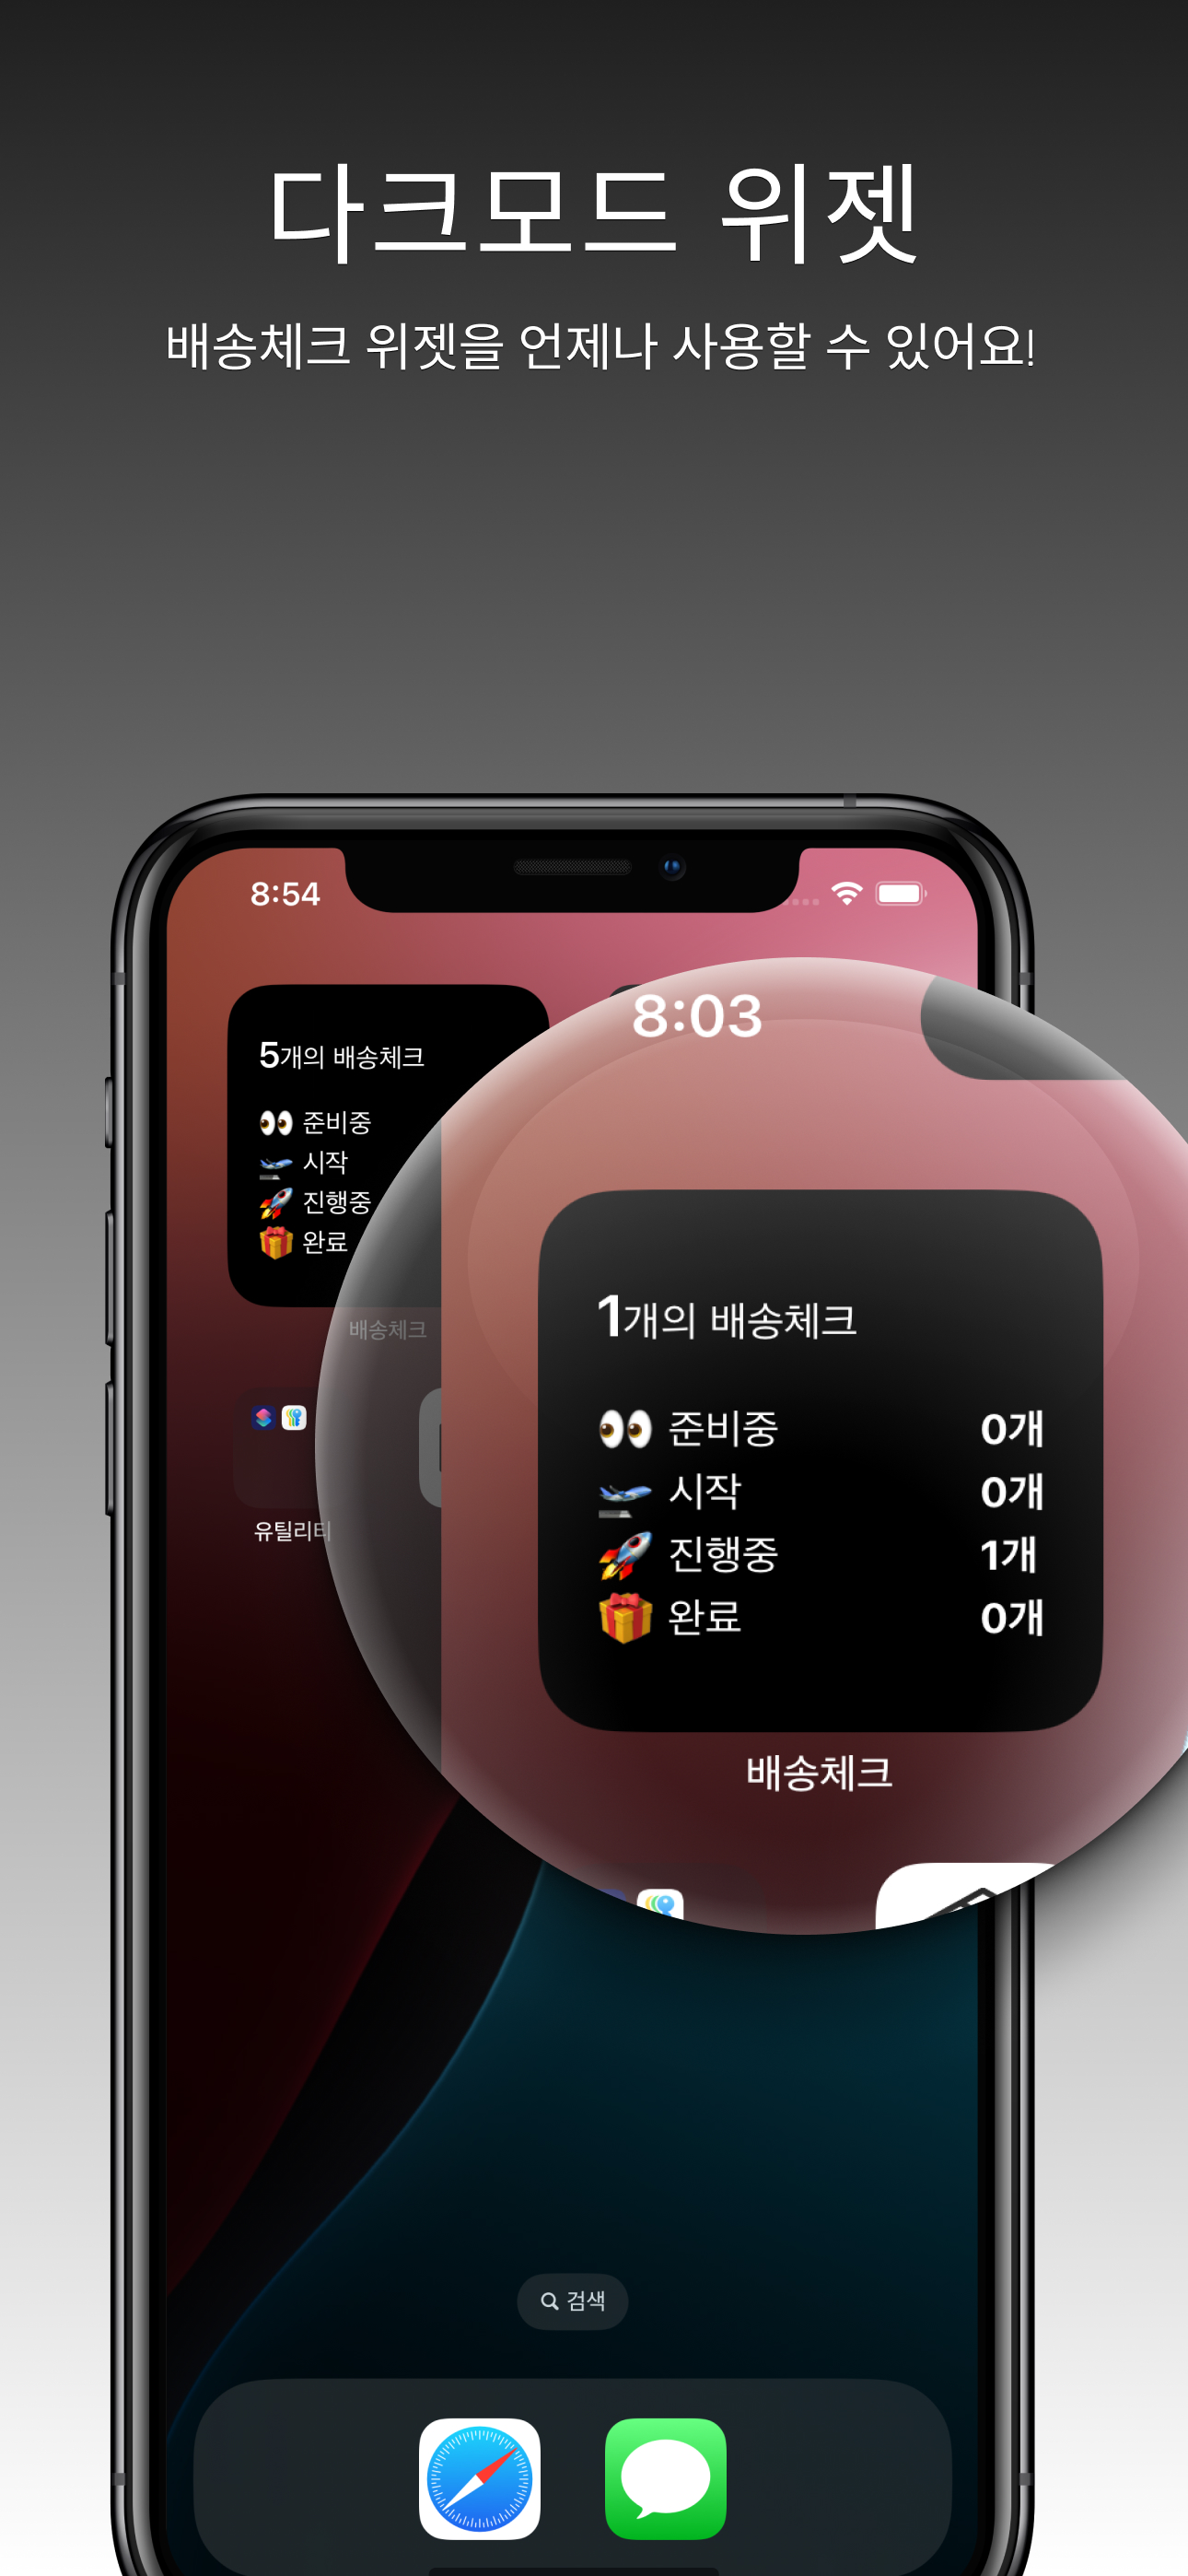 다크모드 위젯
배송체크 위젯을 언제나 사용할 수 있어요!
8:54
5개의 배송체크
👀 준비중
🛫 시작
🚀 진행중
🎁 완료
배송체크
유틸리티
8:03
1개의 배송체크
👀 준비중 0개
🛫 시작 0개
🚀 진행중 1개
🎁 완료 0개
배송체크
검색